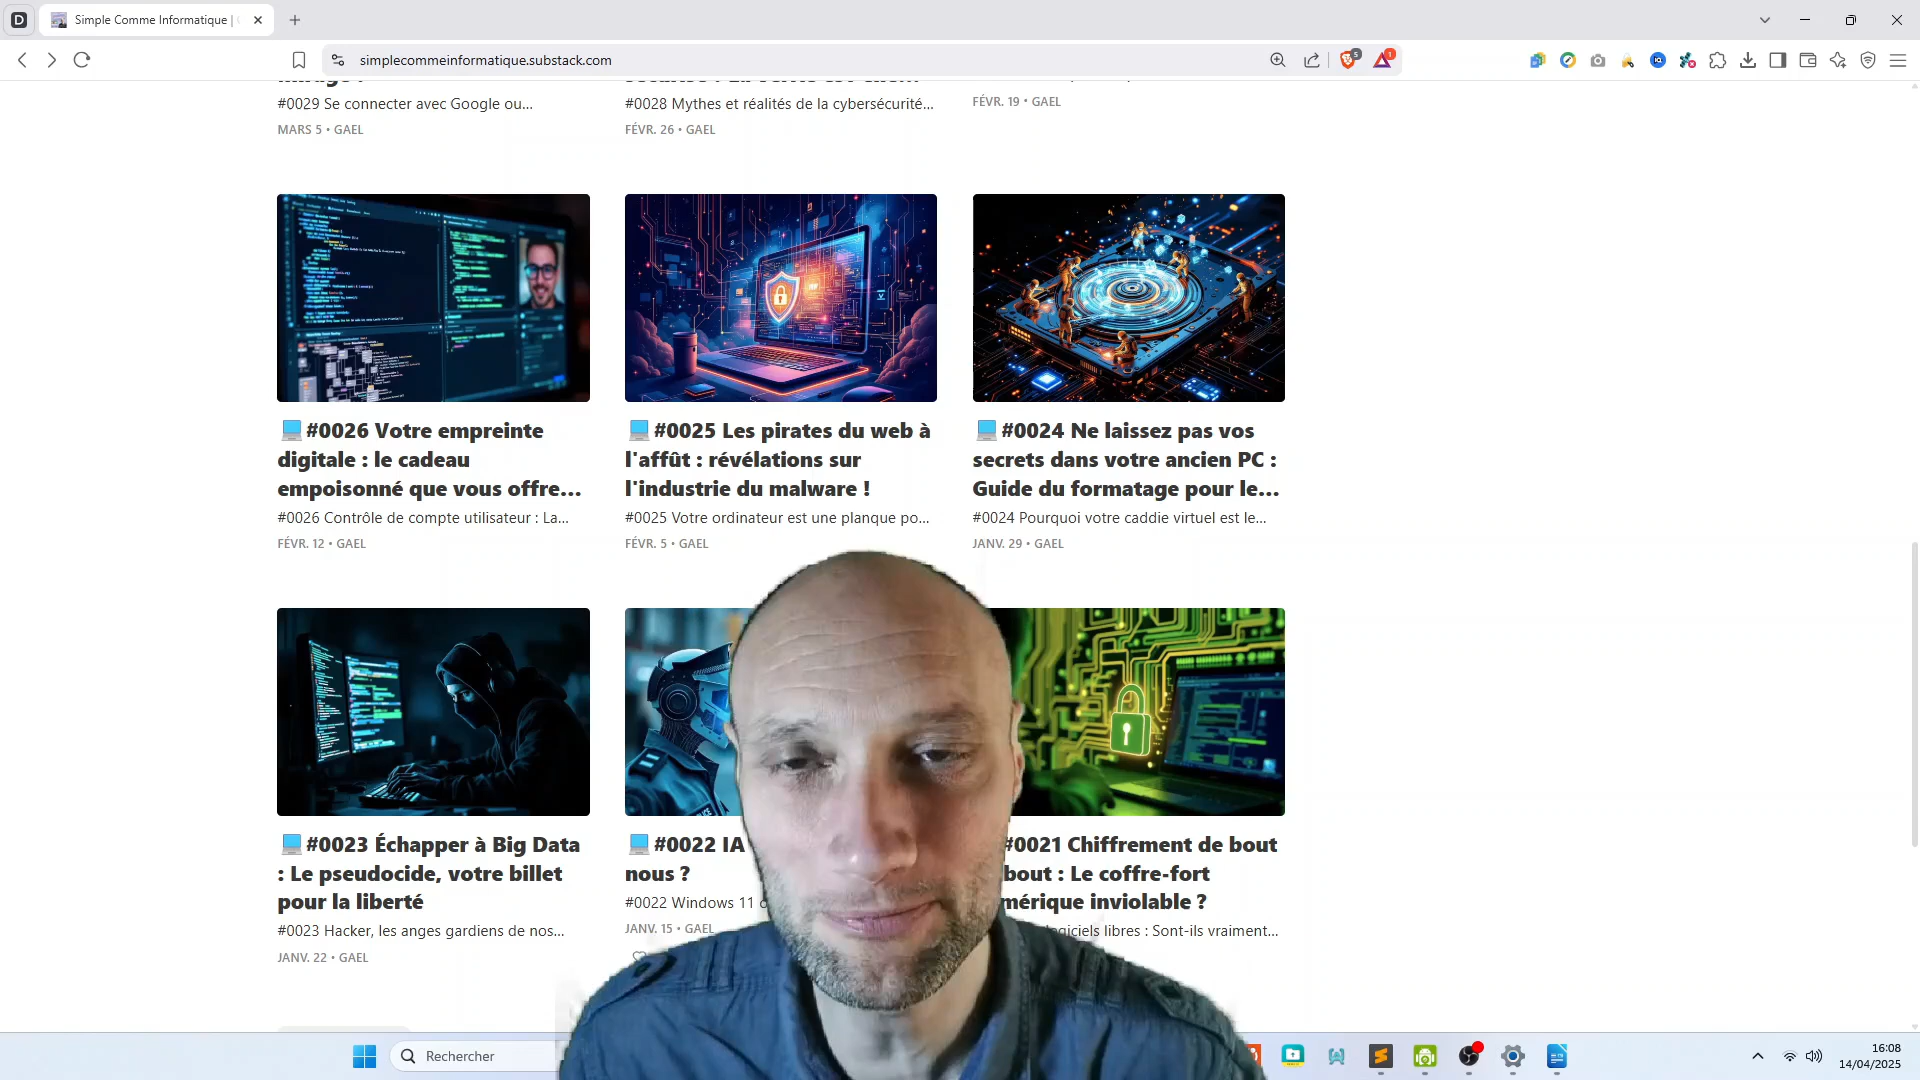 Simple Comme Informatique |
simplecommeinformatique.substack.com
5
1
#0029 Se connecter avec Google ou...
MARS 5 • GAEL
#0028 Mythes et réalités de la cybersécurité...
FÉVR. 26 • GAEL
FÉVR. 19 • GAEL
#0026 Votre empreinte
digitale : le cadeau
empoisonné que vous offre...
#0026 Contrôle de compte utilisateur : La...
FÉVR. 12 • GAEL
#0025 Les pirates du web à
l'affût : révélations sur
l'industrie du malware !
#0025 Votre ordinateur est une planque po...
FÉVR. 5 • GAEL
#0024 Ne laissez pas vos
secrets dans votre ancien PC :
Guide du formatage pour le...
#0024 Pourquoi votre caddie virtuel est le...
JANV. 29 • GAEL
#0023 Échapper à Big Data
: Le pseudocide, votre billet
pour la liberté
#0023 Hacker, les anges gardiens de nos...
JANV. 22 • GAEL
#0022 IA
nous ?
#0022 Windows 11
JANV. 15 • GAEL
#0021 Chiffrement de bout
bout : Le coffre-fort
mérique inviolable ?
logiciels libres : Sont-ils vraiment...
Rechercher
16:08
14/04/2025